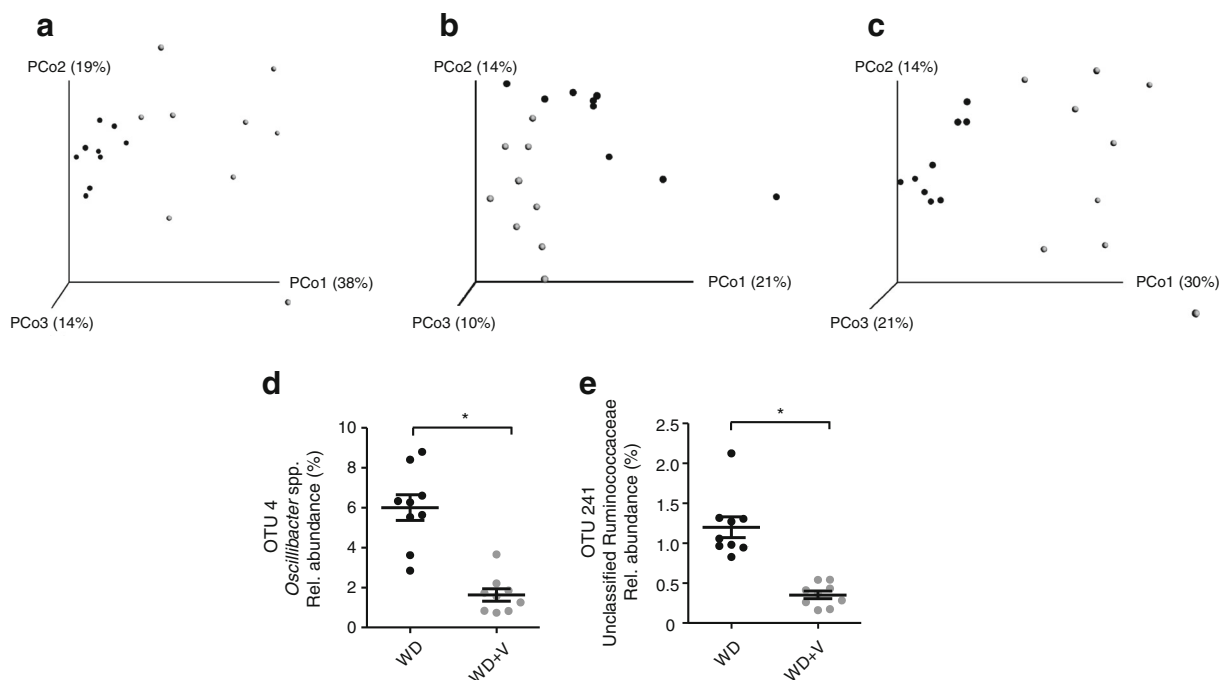 a
PCo2 (19%)
PCo1 (38%)
PCo3 (14%)
b
PCo2 (14%)
PCo1 (21%)
PCo3 (10%)
c
PCo2 (14%)
PCo1 (30%)
PCo3 (21%)
d
OTU 4
Oscillibacter spp.
Rel. abundance (%)
10
8
6
4
2
0
*
WD
WD+V
e
OTU 241
Unclassified Ruminococcaceae
Rel. abundance (%)
2.5
2.0
1.5
1.0
0.5
0
*
WD
WD+V